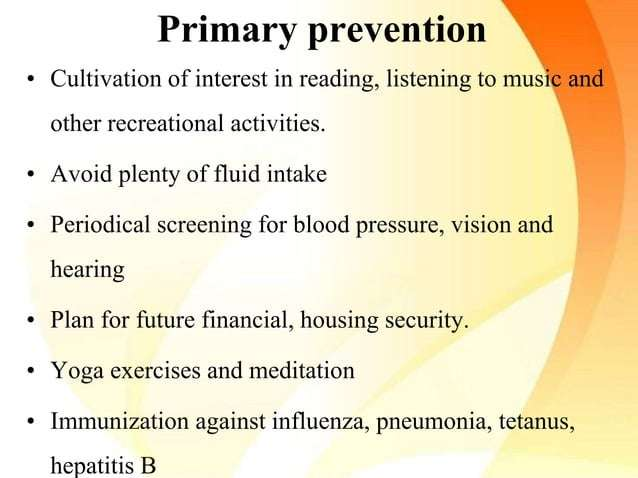 Primary prevention
• Cultivation of interest in reading, listening to music and
other recreational activities.
• Avoid plenty of fluid intake
• Periodical screening for blood pressure, vision and
hearing
• Plan for future financial, housing security.
• Yoga exercises and meditation
• Immunization against influenza, pneumonia, tetanus,
hepatitis B